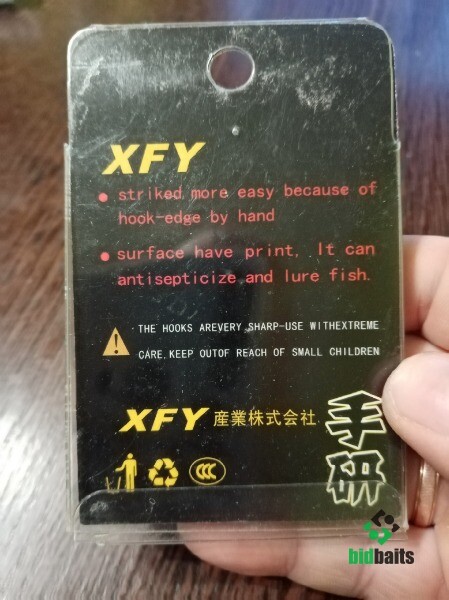 XFY
striked more easy because of
hook-edge by hand
surface have print, It can
antisepticize and lure fish.
THE HOOKS AREVERY SHARP-USE WITHEXTREME
CARE.KEEP OUTOF REACH OF SMALL CHILDREN
XFY 産業株式会社
手研
CCC
bidbaits